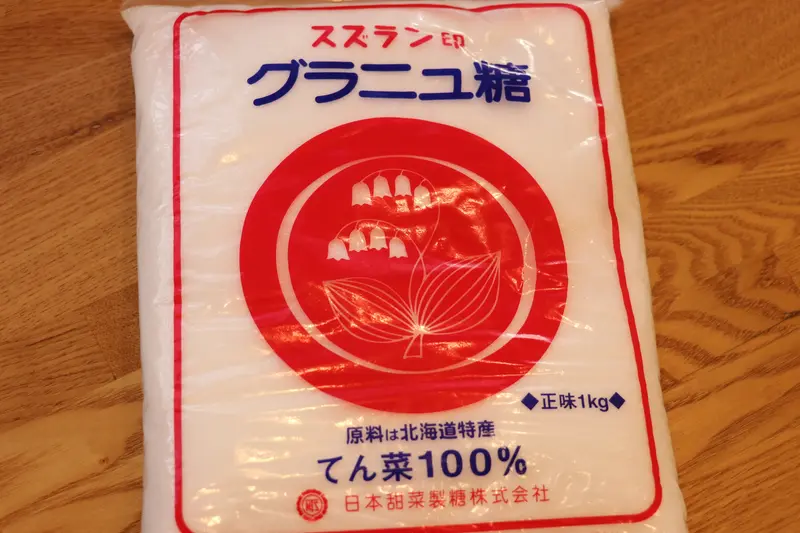 スズラン印
グラニュ糖
◆正味1kg◆
原料は北海道特産
てん菜100%
日本甜菜製糖株式会社